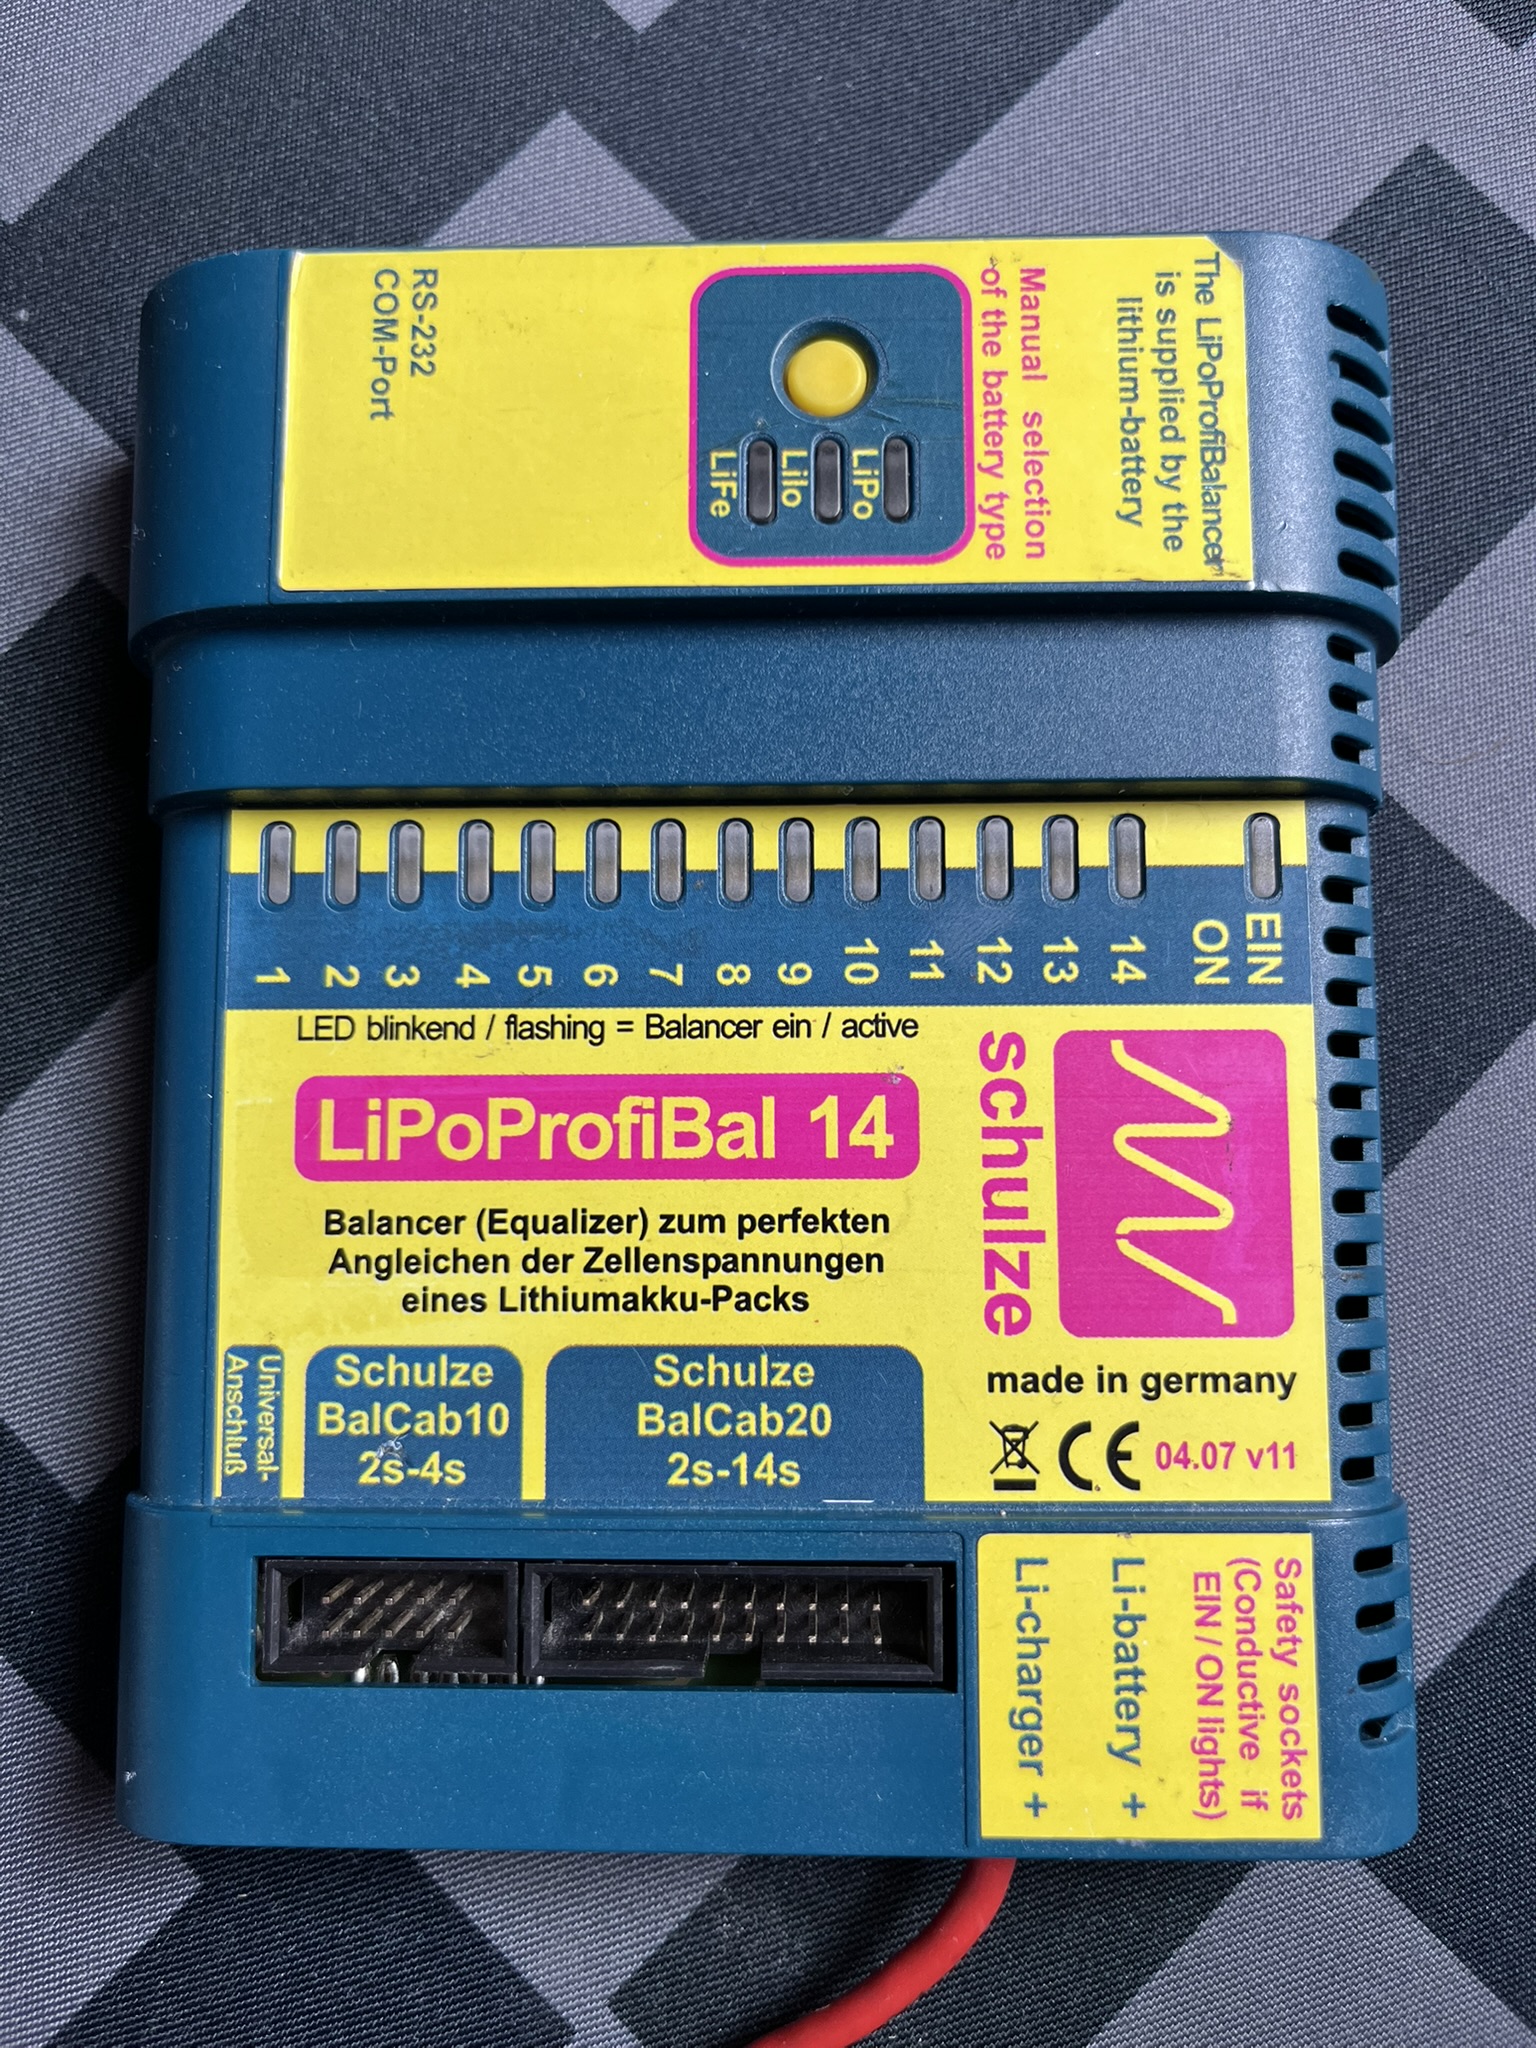 The LiPoProfiBalancer
is supplied by the
lithium-battery
Manual selection
of the battery type
LiPo
LiIo
LiFe
RS-232
COM-Port
1 2 3 4 5 6 7 8 9 10 11 12 13 14
EIN
ON
LED blinkend / flashing = Balancer ein / active
LiPoProfiBal 14
Balancer (Equalizer) zum perfekten
Angleichen der Zellenspannungen
eines Lithiumakku-Packs
schulze
made in germany
CE 04.07 v11
Universal-
Anschluß
Schulze
BalCab10
2s-4s
Schulze
BalCab20
2s-14s
Safety sockets
(Conductive if
EIN / ON lights)
Li-battery +
Li-charger +